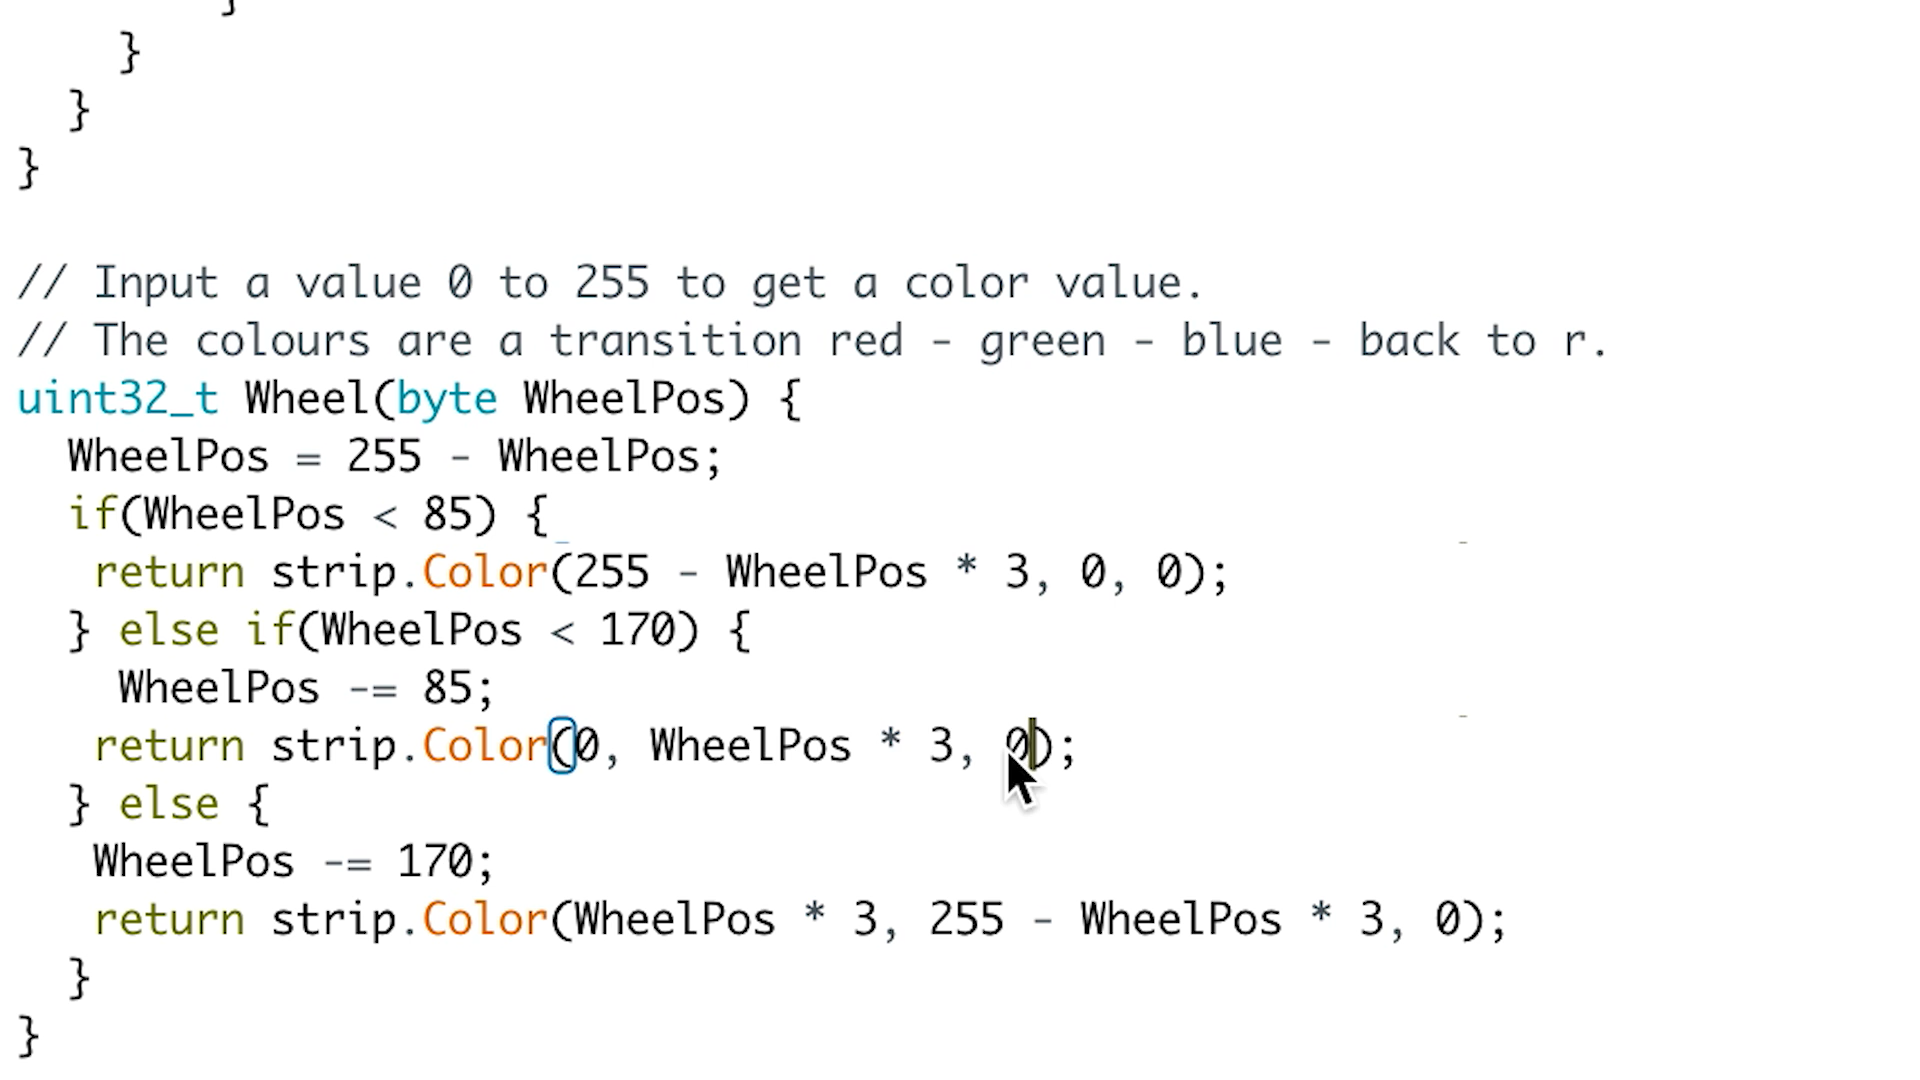 }
}
}
}
// Input a value 0 to 255 to get a color value.
// The colours are a transition red - green - blue - back to r.
uint32_t Wheel(byte WheelPos) {
WheelPos = 255 - WheelPos;
if(WheelPos < 85) {
return strip.Color(255 - WheelPos * 3, 0, 0);
} else if(WheelPos < 170) {
WheelPos -= 85;
return strip.Color(0, WheelPos * 3, 0);
} else {
WheelPos -= 170;
return strip.Color(WheelPos * 3, 255 - WheelPos * 3, 0);
}
}